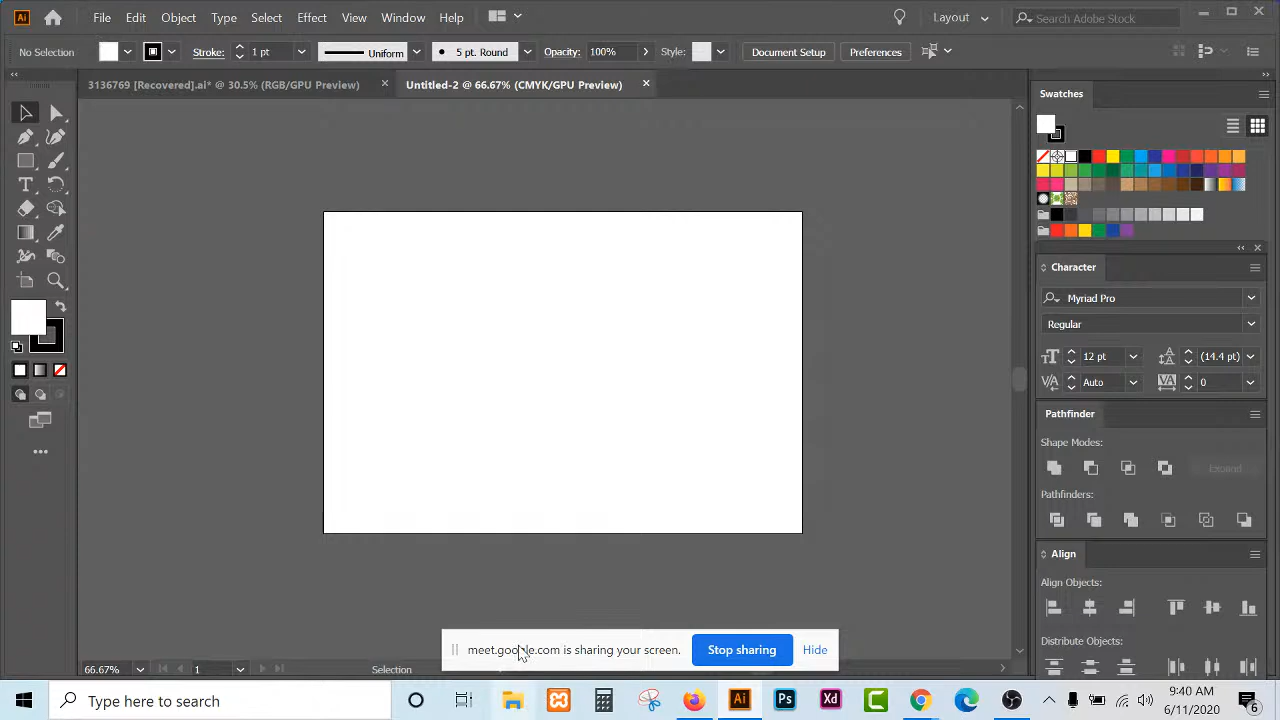 Ai File Edit Object Type Select Effect View Window Help Layout Search Adobe Stock
No Selection Stroke: 1 pt Uniform 5 pt. Round Opacity: 100% Style: Document Setup Preferences
3136769 [Recovered].ai* @ 30.5% (RGB/GPU Preview) Untitled-2 @ 66.67% (CMYK/GPU Preview)
Swatches
Character
Myriad Pro
Regular
12 pt (14.4 pt)
Auto 0
Pathfinder
Shape Modes:
Expand
Pathfinders:
Align
Align Objects:
Distribute Objects:
meet.google.com is sharing your screen. Stop sharing Hide
66.67% 1 Selection
Type here to search Ai Ps Xd 9:40 AM
6/11/2020 6